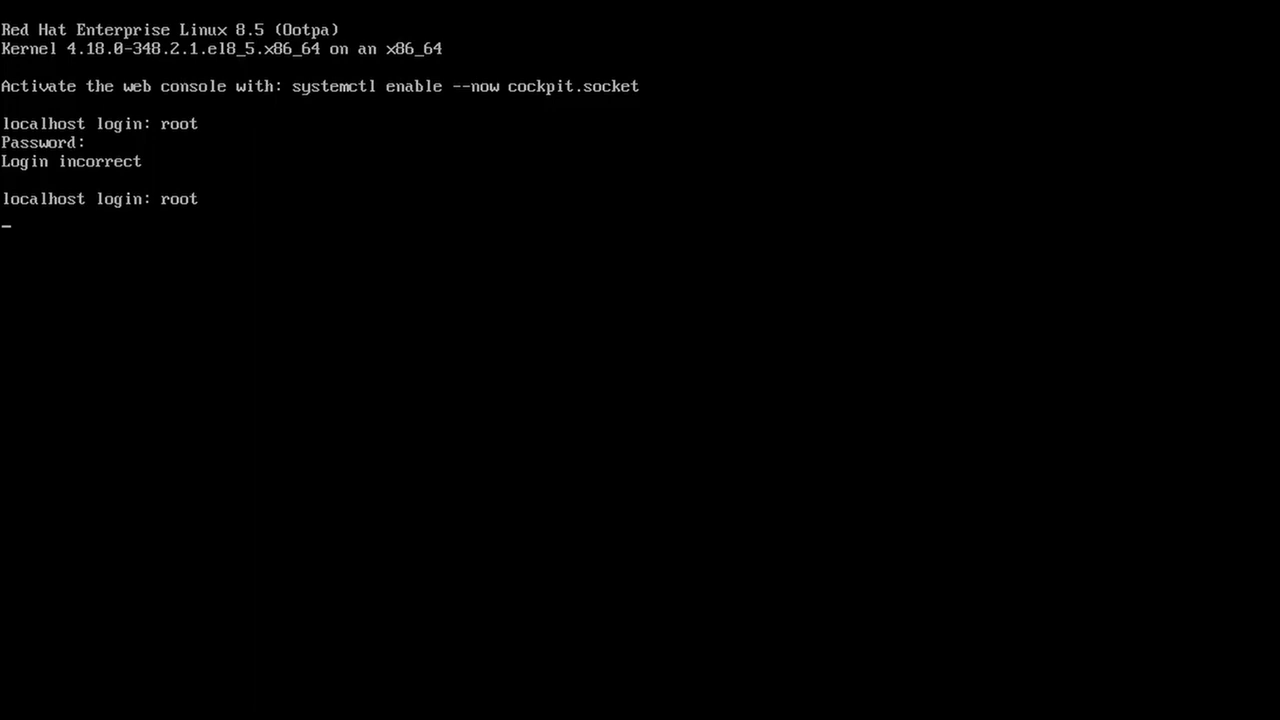 Red Hat Enterprise Linux 8.5 (Ootpa)
Kernel 4.18.0-348.2.1.el8_5.x86_64 on an x86_64
Activate the web console with: systemctl enable --now cockpit.socket
localhost login: root
Password:
Login incorrect
localhost login: root
_